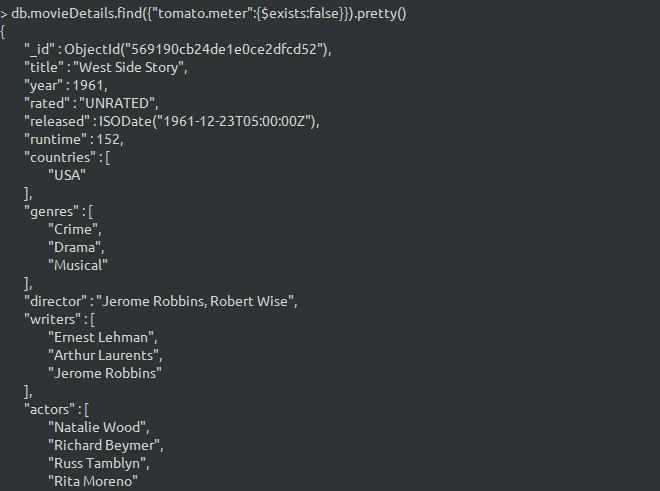 > db.movieDetails.find({"tomato.meter":{$exists:false}}).pretty()
{
"_id" : ObjectId("569190cb24de1e0ce2dfcd52"),
"title" : "West Side Story",
"year" : 1961,
"rated" : "UNRATED",
"released" : ISODate("1961-12-23T05:00:00Z"),
"runtime" : 152,
"countries" : [
"USA"
],
"genres" : [
"Crime",
"Drama",
"Musical"
],
"director" : "Jerome Robbins, Robert Wise",
"writers" : [
"Ernest Lehman",
"Arthur Laurents",
"Jerome Robbins"
],
"actors" : [
"Natalie Wood",
"Richard Beymer",
"Russ Tamblyn",
"Rita Moreno"